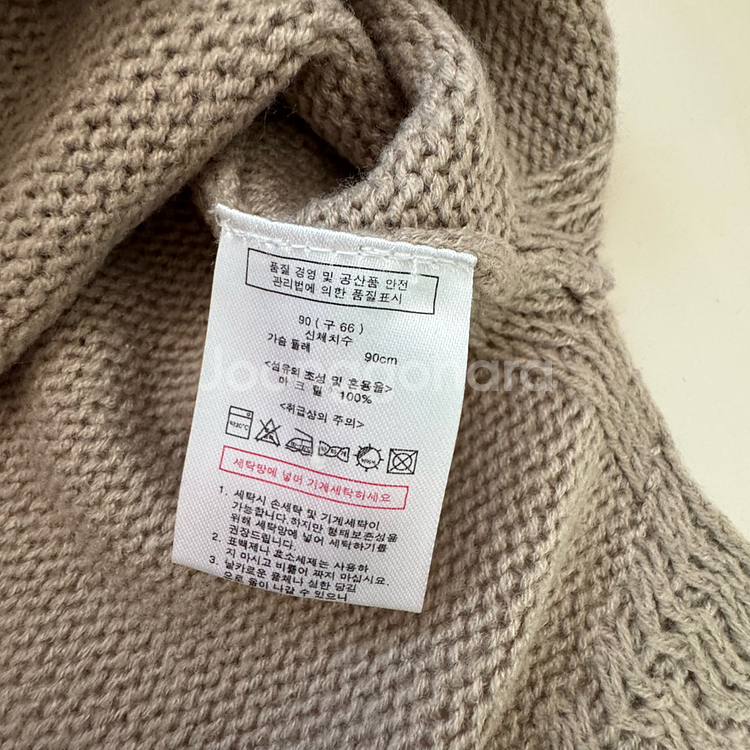 품질 경영 및 공산품 안전
관리법에 의한 품질표시
90 ( 구 66 )
신체치수
가슴 둘레 90cm
<섬유의 조성 및 혼용율>
아 크 릴 100%
<취급상의 주의>
약30℃
세탁망에 넣어 기계세탁하세요
1. 세탁시 손세탁 및 기계세탁이
가능합니다.하지만 형태보존성을
위해 세탁망에 넣어 세탁하기를
권장드립니다.
2. 표백제나 효소세제는 사용하
지 마시고 비틀어 짜지 마십시요.
3. 날카로운 물체나 심한 당김
으로 올이 나갈 수 있으니